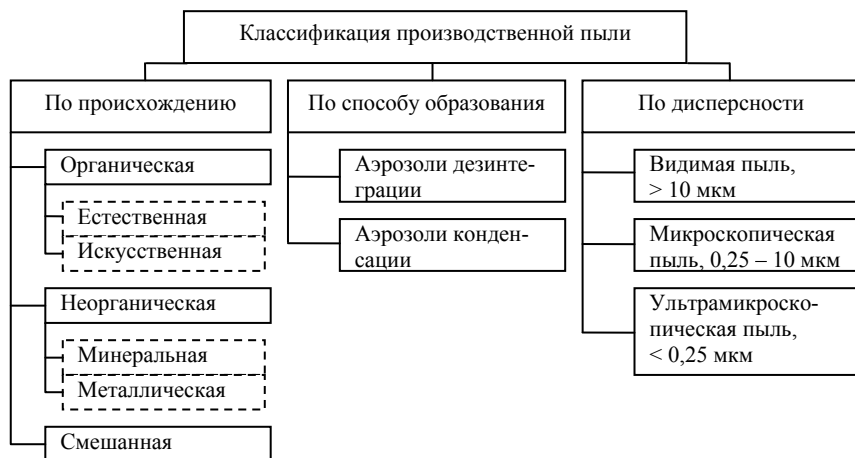 Классификация производственной пыли
По происхождению
Органическая
Естественная
Искусственная
Неорганическая
Минеральная
Металлическая
Смешанная
По способу образования
Аэрозоли дезинте-
грации
Аэрозоли конден-
сации
По дисперсности
Видимая пыль,
> 10 мкм
Микроскопическая
пыль, 0,25 – 10 мкм
Ультрамикроско-
пическая пыль,
< 0,25 мкм